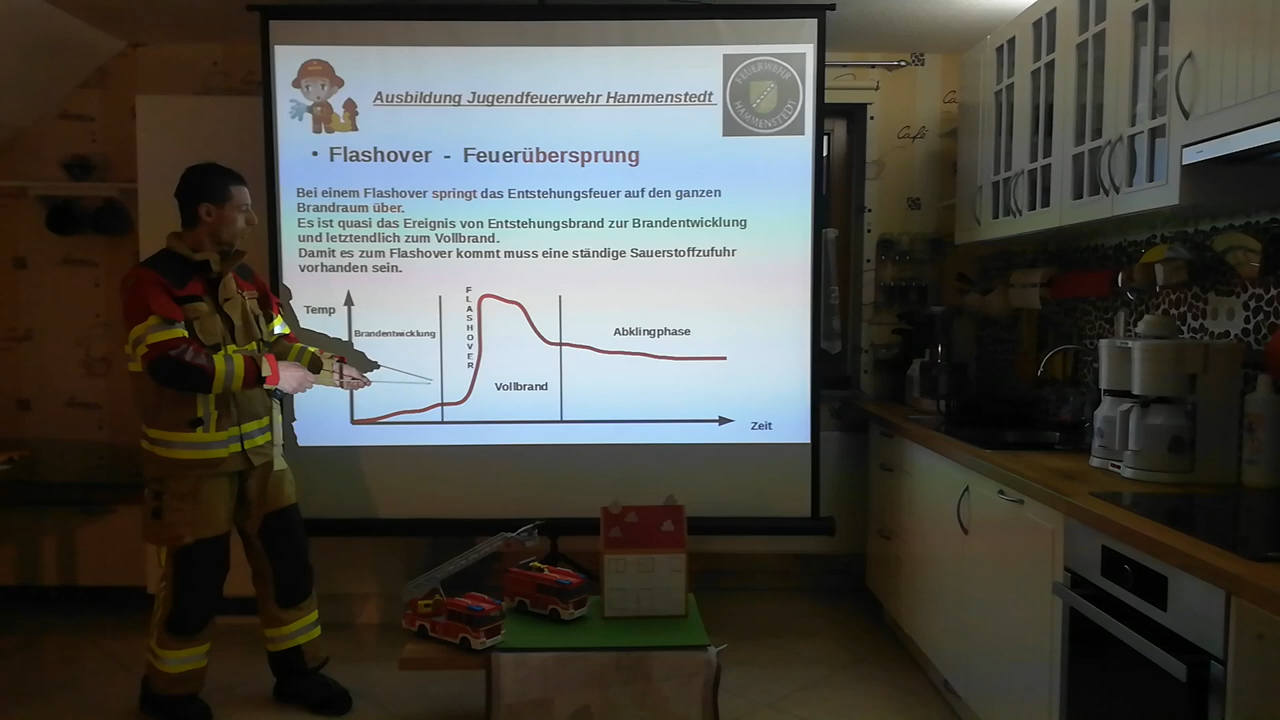 Ausbildung Jugendfeuerwehr Hammenstedt
FEUERWEHR
HAMMENSTEDT
• Flashover - Feuerübersprung
Bei einem Flashover springt das Entstehungsfeuer auf den ganzen
Brandraum über.
Es ist quasi das Ereignis von Entstehungsbrand zur Brandentwicklung
und letztendlich zum Vollbrand.
Damit es zum Flashover kommt muss eine ständige Sauerstoffzufuhr
vorhanden sein.
Temp
Brandentwicklung
FLASHOVER
Vollbrand
Abklingphase
Zeit
Café